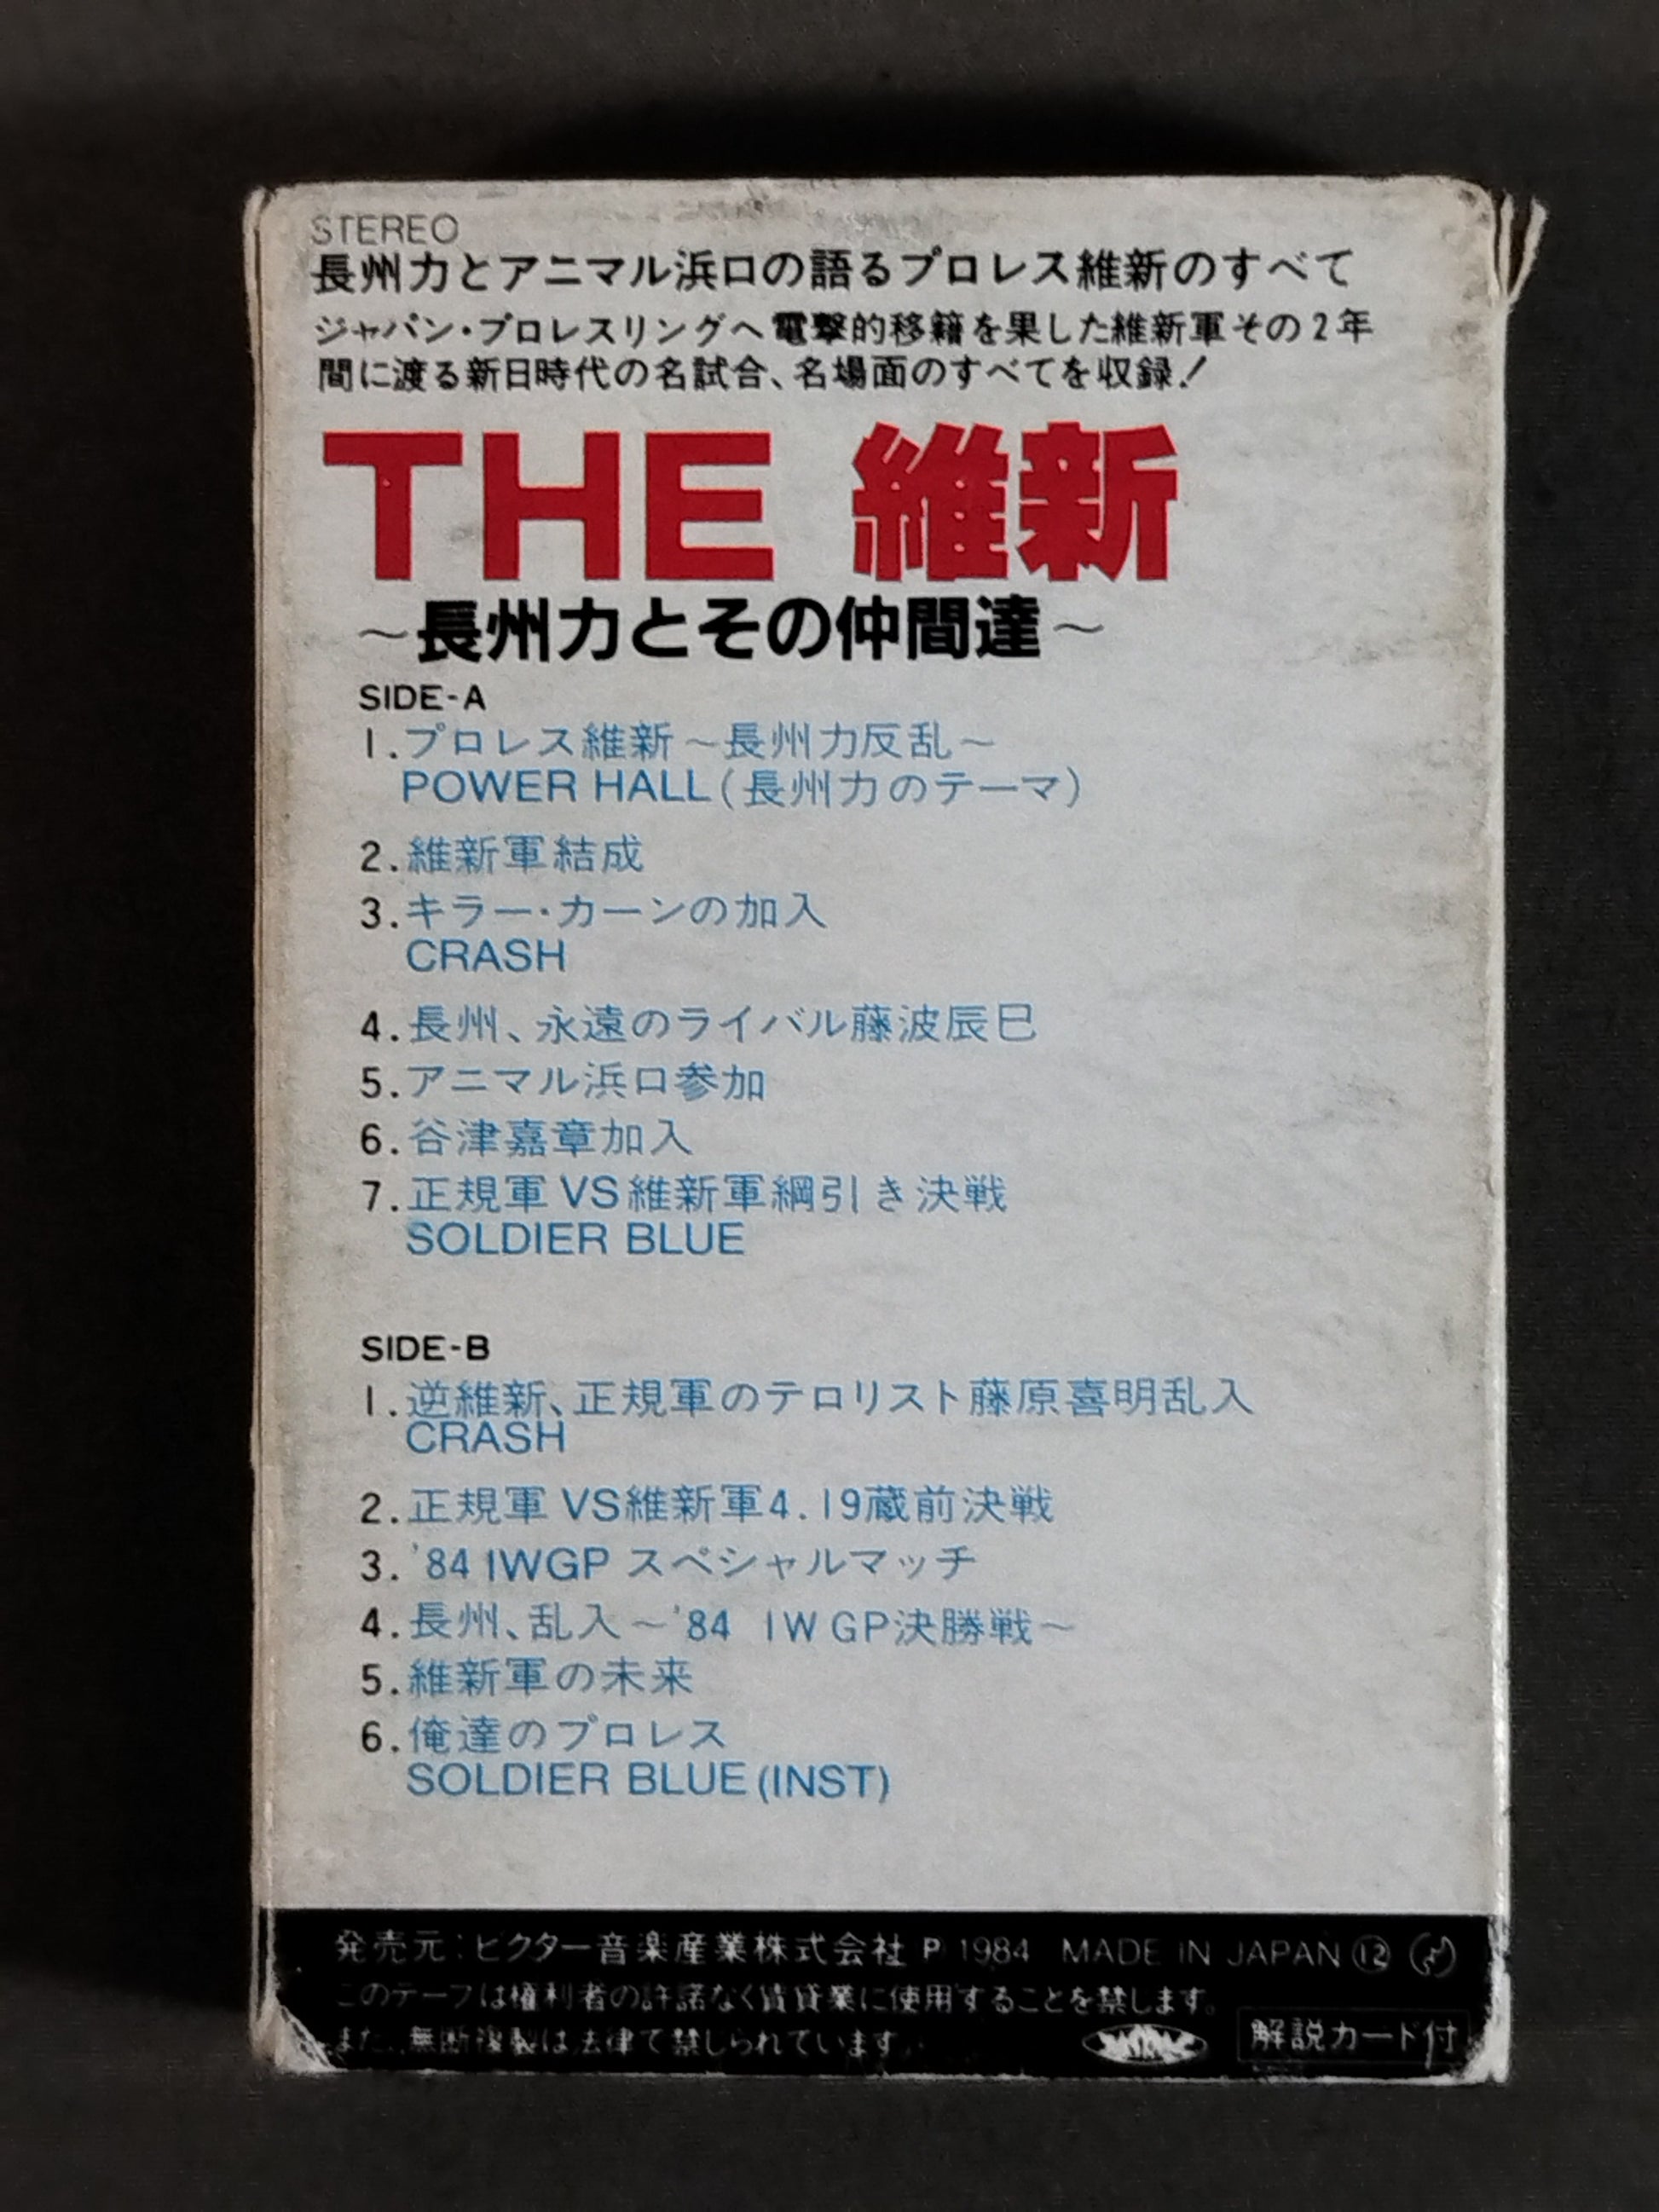 STEREO
長州力とアニマル浜口の語るプロレス維新のすべて
ジャパン・プロレスリングへ電撃的移籍を果した維新軍その2年
間に渡る新日時代の名試合、名場面のすべてを収録!
THE 維新
～長州力とその仲間達～
SIDE-A
1.プロレス維新～長州力反乱～
POWER HALL(長州力のテーマ)
2.維新軍結成
3.キラー・カーンの加入
CRASH
4.長州、永遠のライバル藤波辰巳
5.アニマル浜口参加
6.谷津嘉章加入
7.正規軍 VS維新軍綱引き決戦
SOLDIER BLUE
SIDE-B
1.逆維新、正規軍のテロリスト藤原喜明乱入
CRASH
2.正規軍 VS維新軍4.19蔵前決戦
3.'84 IWGP スペシャルマッチ
4.長州、乱入～'84 IWGP決勝戦～
5.維新軍の未来
6.俺達のプロレス
SOLDIER BLUE(INST)
発売元:ビクター音楽産業株式会社 P 1984 MADE IN JAPAN ⑫
このテープは権利者の許諾なく賃貸業に使用することを禁します。
また、無断複製は法律で禁じられています。
解説カード付